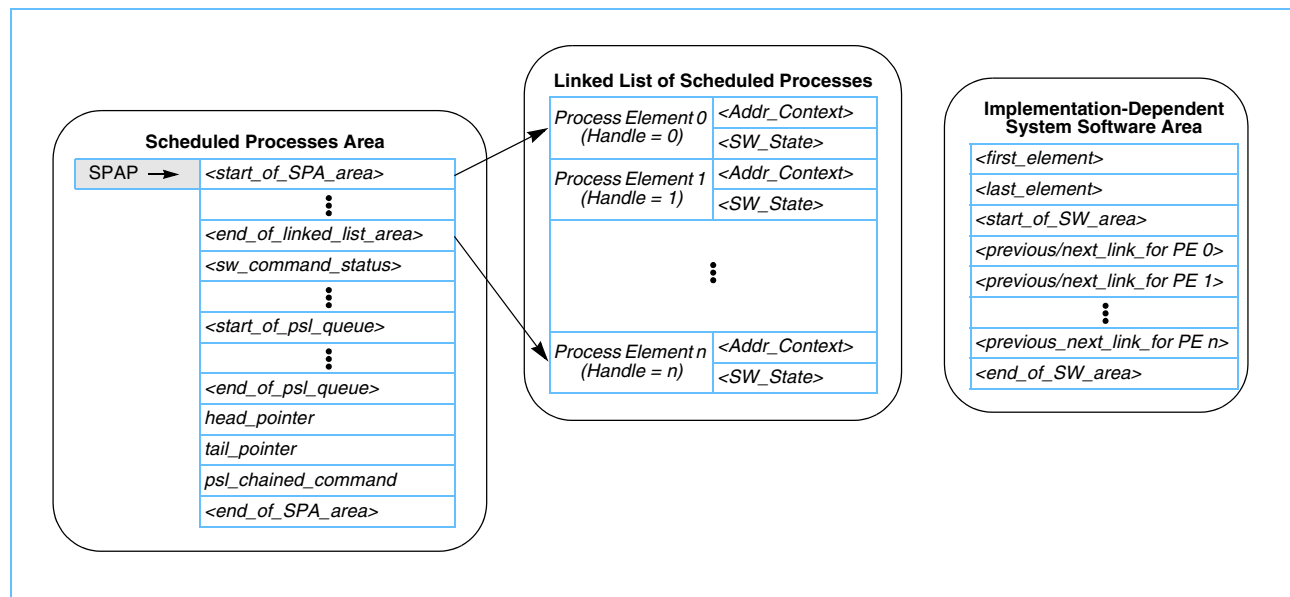 Scheduled Processes Area
SPAP
<start_of_SPA_area>
<end_of_linked_list_area>
<sw_command_status>
<start_of_psl_queue>
<end_of_psl_queue>
head_pointer
tail_pointer
psl_chained_command
<end_of_SPA_area>
Linked List of Scheduled Processes
Process Element 0
(Handle = 0)
<Addr_Context>
<SW_State>
Process Element 1
(Handle = 1)
<Addr_Context>
<SW_State>
Process Element n
(Handle = n)
<Addr_Context>
<SW_State>
Implementation-Dependent
System Software Area
<first_element>
<last_element>
<start_of_SW_area>
<previous/next_link_for PE 0>
<previous/next_link_for PE 1>
<previous_next_link_for PE n>
<end_of_SW_area>